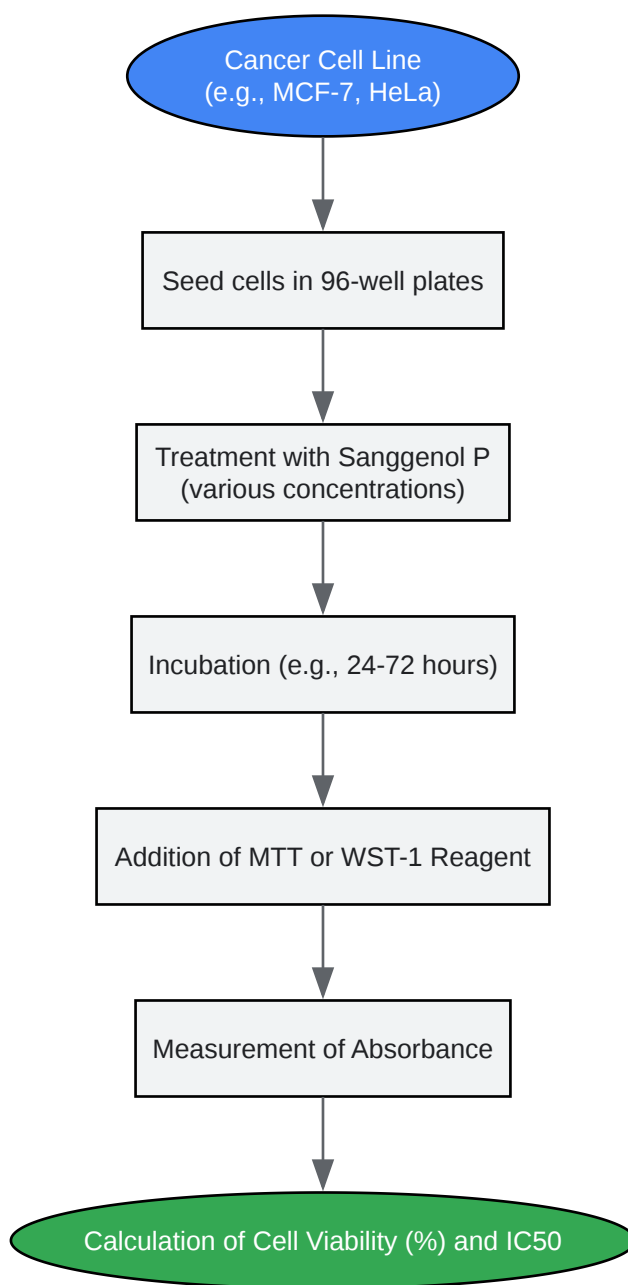 Cancer Cell Line
(e.g., MCF-7, HeLa)
Seed cells in 96-well plates
Treatment with Sanggenol P
(various concentrations)
Incubation (e.g., 24-72 hours)
Addition of MTT or WST-1 Reagent
Measurement of Absorbance
Calculation of Cell Viability (%) and IC50